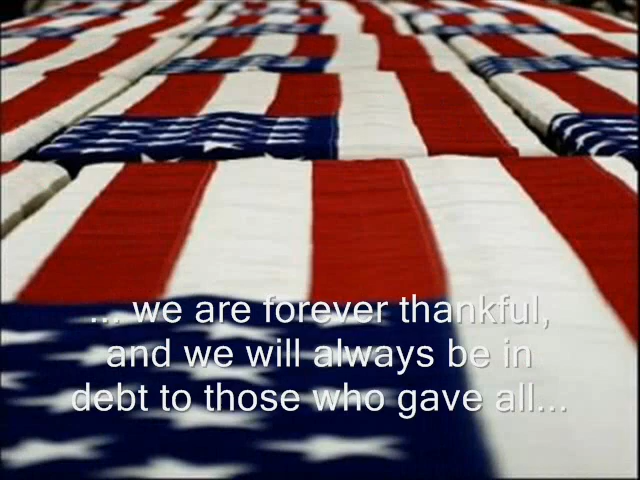 ... we are forever thankful,
and we will always be in
debt to those who gave all...